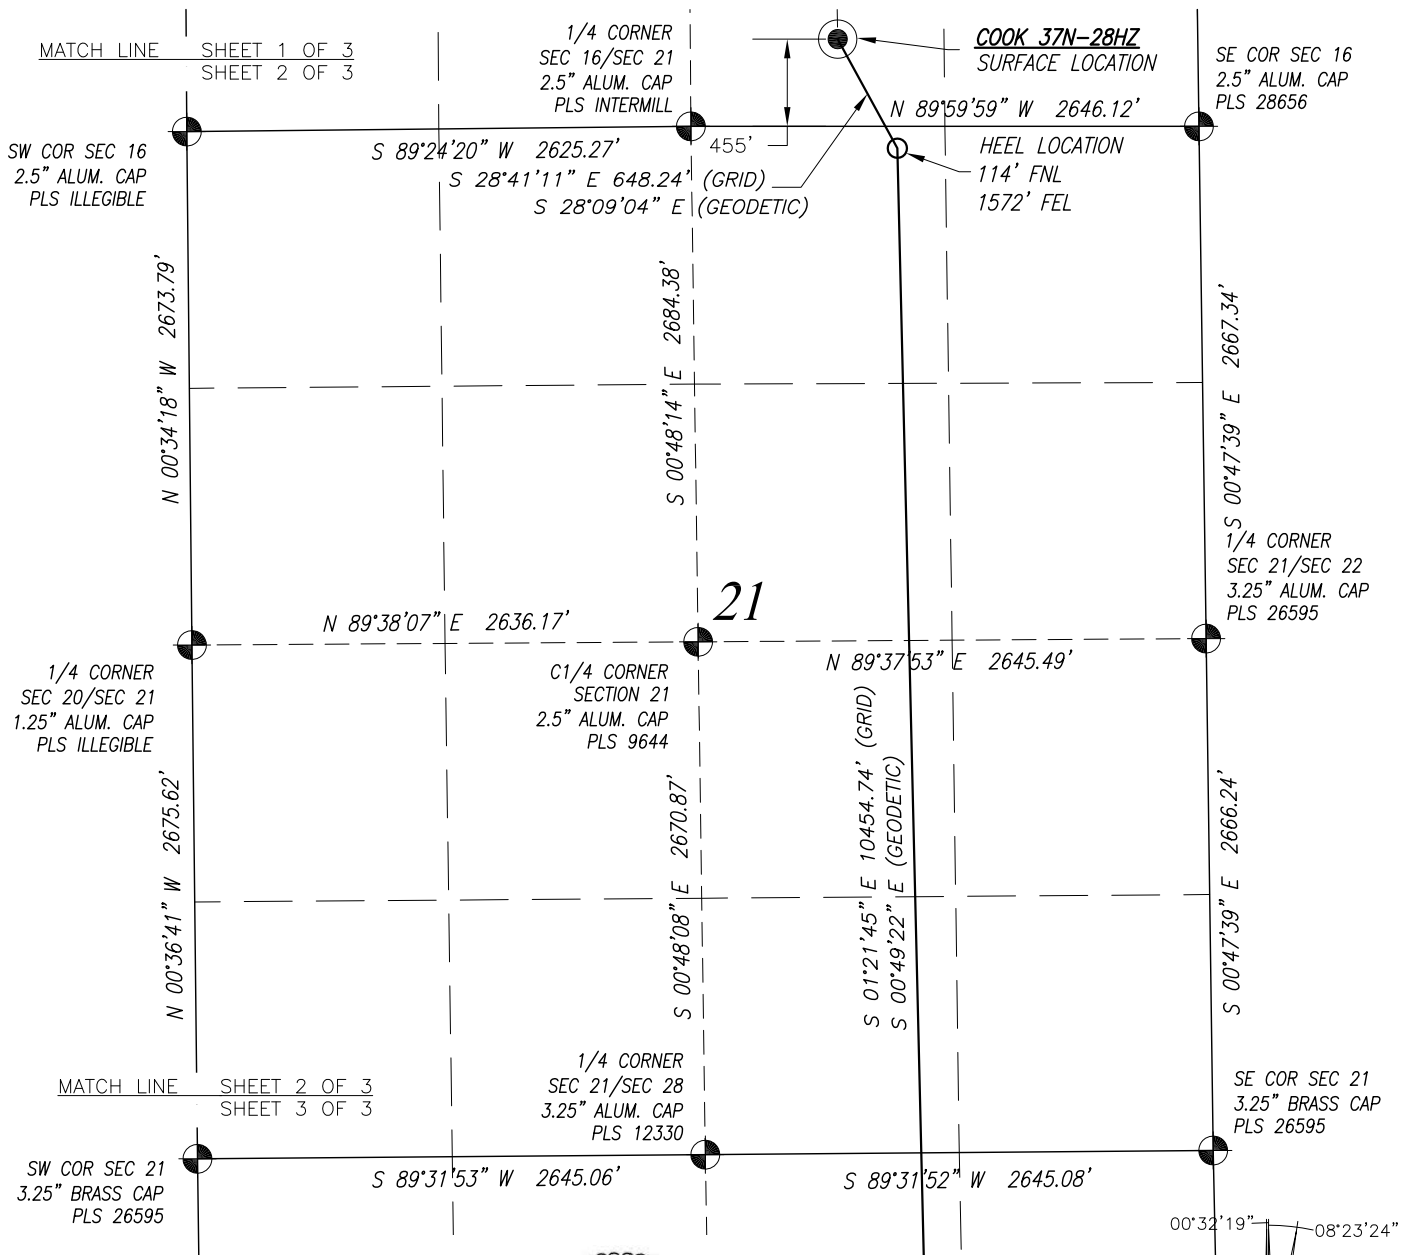 MATCH LINE SHEET 1 OF 3
SHEET 2 OF 3
1/4 CORNER
SEC 16/SEC 21
2.5” ALUM. CAP
PLS INTERMILL
COOK 37N–28HZ
SURFACE LOCATION
SE COR SEC 16
2.5” ALUM. CAP
PLS 28656
N 89°59’59” W 2646.12’
SW COR SEC 16
2.5” ALUM. CAP
PLS ILLEGIBLE
S 89°24’20” W 2625.27’
455’
HEEL LOCATION
114’ FNL
1572’ FEL
S 28°41’11” E 648.24’ (GRID)
S 28°09’04” E (GEODETIC)
N 00°34’18” W 2673.79’
S 00°48’14” E 2684.38’
S 00°47’39” E 2667.34’
1/4 CORNER
SEC 21/SEC 22
3.25” ALUM. CAP
PLS 26595
21
N 89°38’07” E 2636.17’
N 89°37’53” E 2645.49’
1/4 CORNER
SEC 20/SEC 21
1.25” ALUM. CAP
PLS ILLEGIBLE
C1/4 CORNER
SECTION 21
2.5” ALUM. CAP
PLS 9644
N 00°36’41” W 2675.62’
S 00°48’08” E 2670.87’
S 01°21’45” E 10454.74’ (GRID)
S 00°49’22” E (GEODETIC)
S 00°47’39” E 2666.24’
MATCH LINE SHEET 2 OF 3
SHEET 3 OF 3
1/4 CORNER
SEC 21/SEC 28
3.25” ALUM. CAP
PLS 12330
SE COR SEC 21
3.25” BRASS CAP
PLS 26595
SW COR SEC 21
3.25” BRASS CAP
PLS 26595
S 89°31’53” W 2645.06’
S 89°31’52” W 2645.08’
00°32’19”
08°23’24”